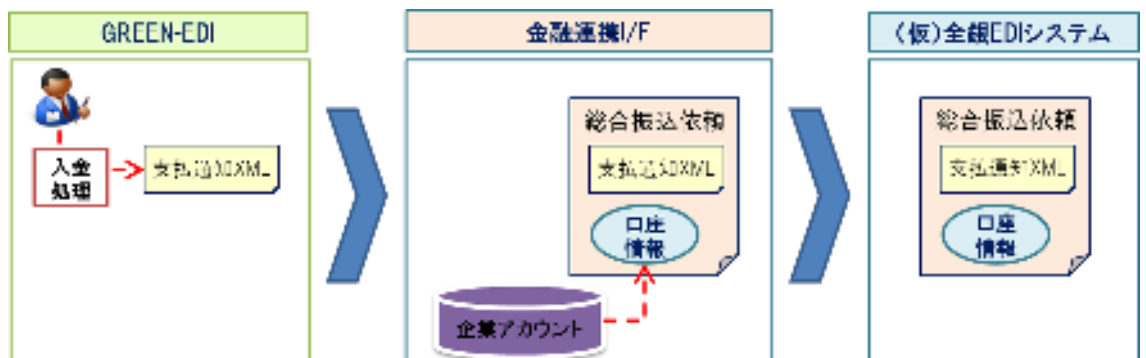 GREEN-EDI
金融連携I/F
(仮)全銀EDIシステム
入金
処理
支払通知XML
総合振込依頼
支払通知XML
口座
情報
企業アカウント
総合振込依頼
支払通知XML
口座
情報